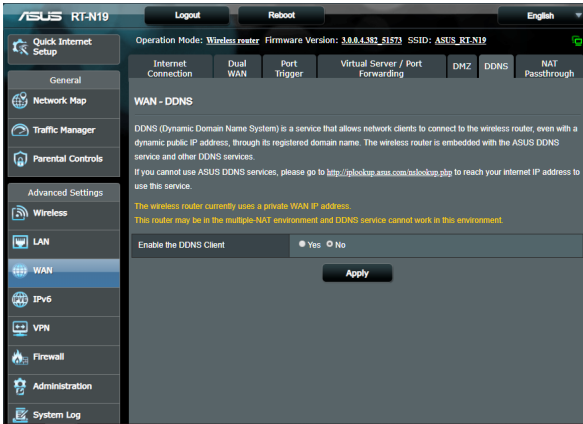 ASUS RT-N19 Logout Reboot English
Quick Internet Setup
General
Network Map
Traffic Manager
Parental Controls
Advanced Settings
Wireless
LAN
WAN
IPv6
VPN
Firewall
Administration
System Log
Operation Mode: Wireless router Firmware Version: 3.0.0.4.382_51573 SSID: ASUS_RT-N19
Internet Connection
Dual WAN
Port Trigger
Virtual Server / Port Forwarding
DMZ
DDNS
NAT Passthrough
WAN - DDNS
DDNS (Dynamic Domain Name System) is a service that allows network clients to connect to the wireless router, even with a
dynamic public IP address, through its registered domain name. The wireless router is embedded with the ASUS DDNS
service and other DDNS services.
If you cannot use ASUS DDNS services, please go to http://iplookup.asus.com/nslookup.php to reach your internet IP address to
use this service.
The wireless router currently uses a private WAN IP
address.
This router may be in the multiple-NAT environment and DDNS service cannot work in this environment.
Enable the DDNS Client Yes No
Apply